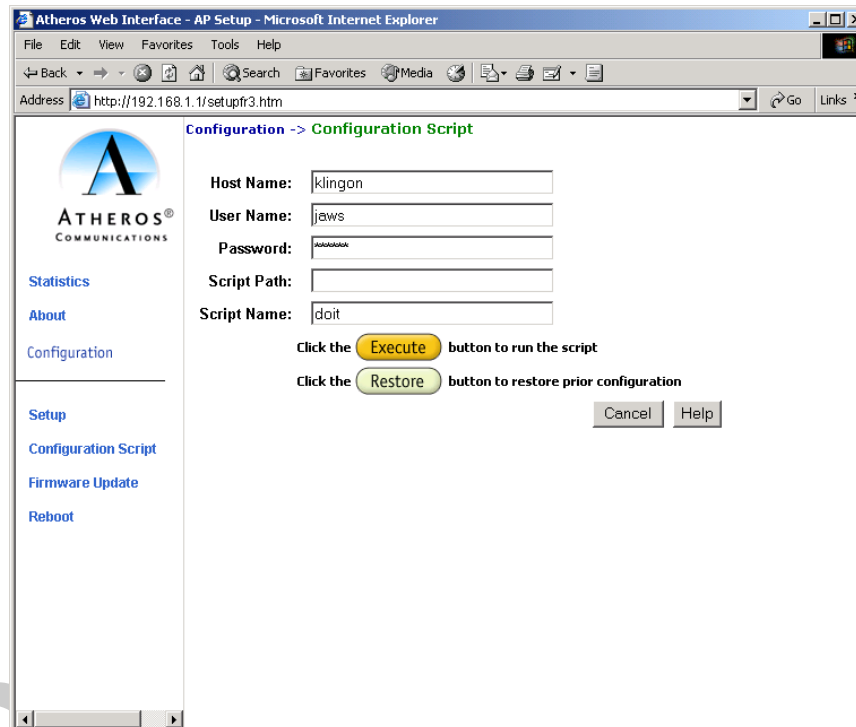 Atheros Web Interface - AP Setup - Microsoft Internet Explorer
File Edit View Favorites Tools Help
Back Search Favorites Media
Address http://192.168.1.1/setupfr3.htm Go Links
Configuration -> Configuration Script
ATHEROS®
COMMUNICATIONS
Statistics
About
Configuration
Setup
Configuration Script
Firmware Update
Reboot
Host Name: klingon
User Name: jaws
Password: ******
Script Path:
Script Name: doit
Click the Execute button to run the script
Click the Restore button to restore prior configuration
Cancel Help